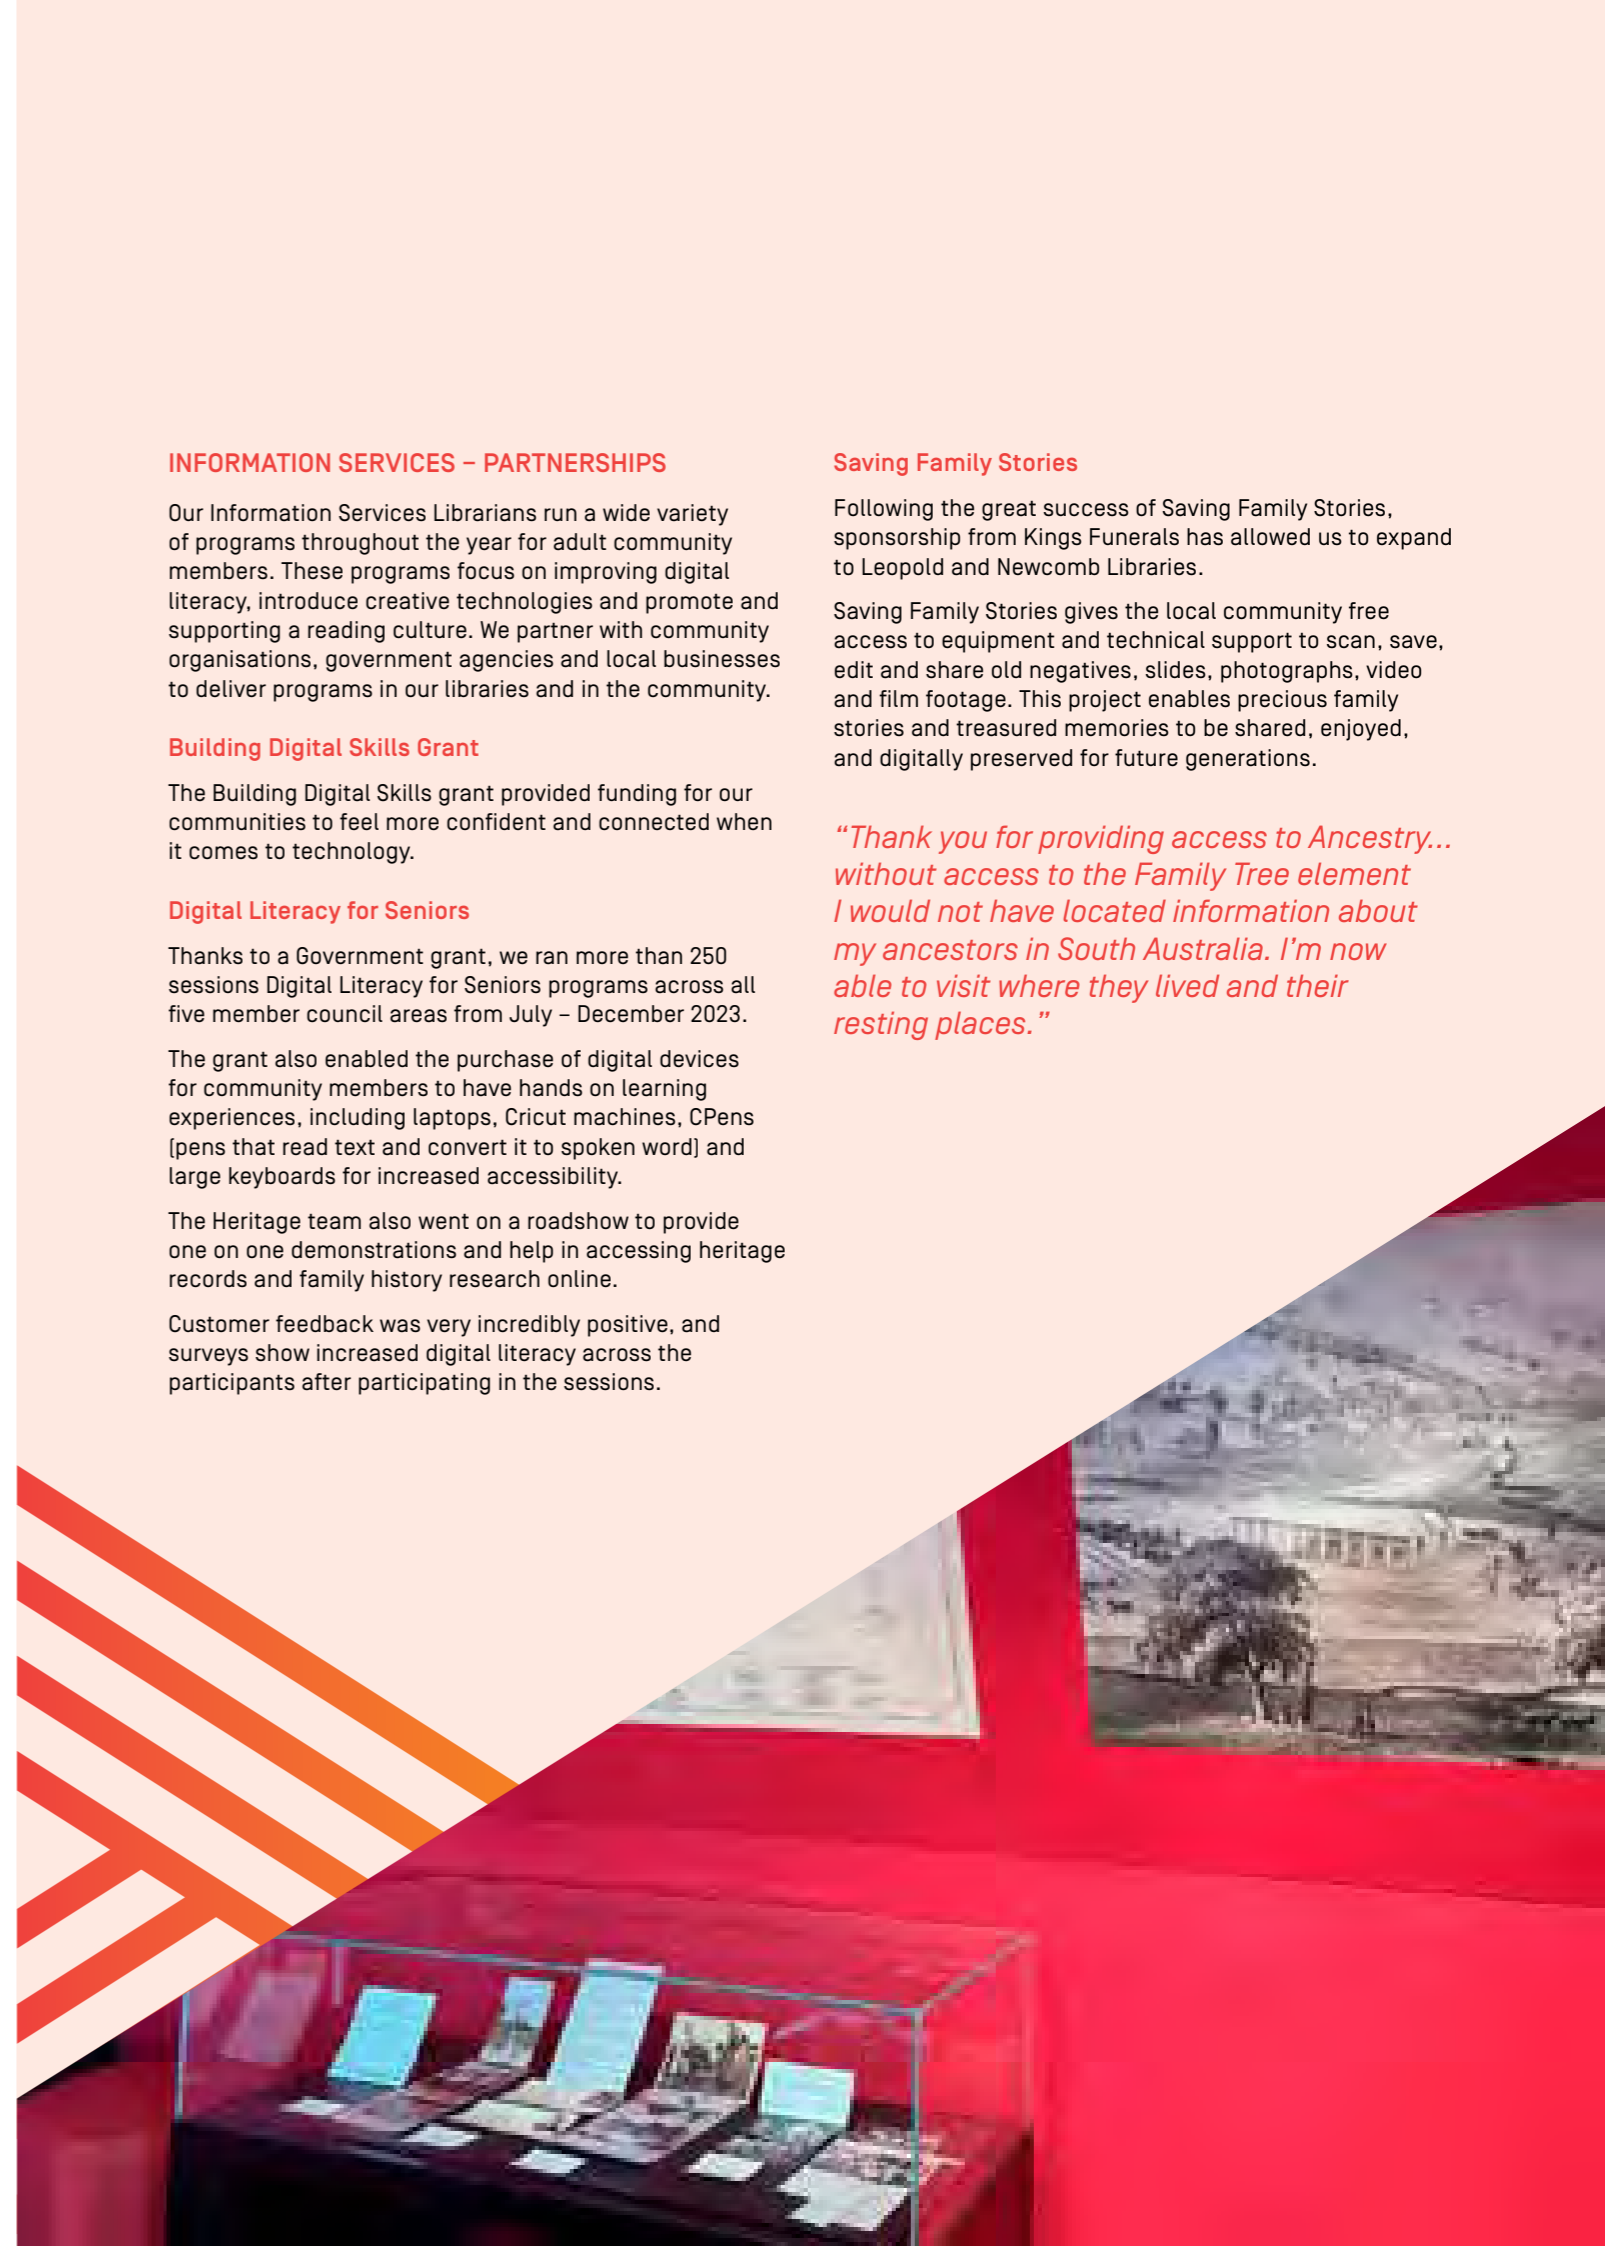 INFORMATION SERVICES – PARTNERSHIPS
Our Information Services Librarians run a wide variety
of programs throughout the year for adult community
members. These programs focus on improving digital
literacy, introduce creative technologies and promote and
supporting a reading culture. We partner with community
organisations, government agencies and local businesses
to deliver programs in our libraries and in the community.
Building Digital Skills Grant
The Building Digital Skills grant provided funding for our
communities to feel more confident and connected when
it comes to technology.
Digital Literacy for Seniors
Thanks to a Government grant, we ran more than 250
sessions Digital Literacy for Seniors programs across all
five member council areas from July – December 2023.
The grant also enabled the purchase of digital devices
for community members to have hands on learning
experiences, including laptops, Cricut machines, CPens
(pens that read text and convert it to spoken word) and
large keyboards for increased accessibility.
The Heritage team also went on a roadshow to provide
one on one demonstrations and help in accessing heritage
records and family history research online.
Customer feedback was very incredibly positive, and
surveys show increased digital literacy across the
participants after participating in the sessions.
Saving Family Stories
Following the great success of Saving Family Stories,
sponsorship from Kings Funerals has allowed us to expand
to Leopold and Newcomb Libraries.
Saving Family Stories gives the local community free
access to equipment and technical support to scan, save,
edit and share old negatives, slides, photographs, video
and film footage. This project enables precious family
stories and treasured memories to be shared, enjoyed,
and digitally preserved for future generations.
“Thank you for providing access to Ancestry...
without access to the Family Tree element
I would not have located information about
my ancestors in South Australia. I’m now
able to visit where they lived and their
resting places.”